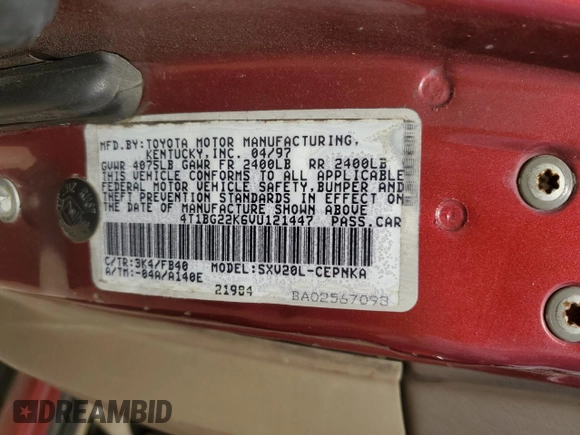 MFD.BY:TOYOTA MOTOR MANUFACTURING,
KENTUCKY,INC. 04/97
GVWR 4075LB GAWR FR 2400LB RR 2400LB
THIS VEHICLE CONFORMS TO ALL APPLICABLE
FEDERAL MOTOR VEHICLE SAFETY,BUMPER AND
THEFT PREVENTION STANDARDS IN EFFECT ON
THE DATE OF MANUFACTURE SHOWN ABOVE
4T1BG22K6VU121447 PASS.CAR
C/TR:3K4/FB40 MODEL:SXV20L-CEPNKA
A/TM:-04A/A140E
21984 BA02567093
DREAMBID